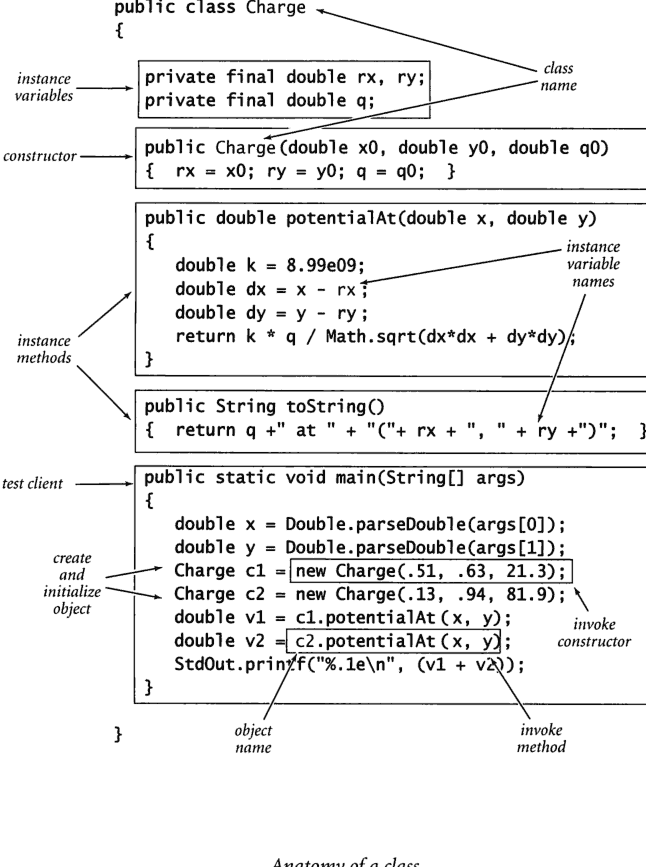 public class Charge
{
instance
variables
private final double rx, ry;
private final double q;
class
name
constructor
public Charge(double x0, double y0, double q0)
{ rx = x0; ry = y0; q = q0; }
public double potentialAt(double x, double y)
{
double k = 8.99e09;
double dx = x - rx;
double dy = y - ry;
return k * q / Math.sqrt(dx*dx + dy*dy);
}
instance
variable
names
instance
methods
public String toString()
{ return q +" at " + "("+ rx + ", " + ry +")"; }
test client
public static void main(String[] args)
{
double x = Double.parseDouble(args[0]);
double y = Double.parseDouble(args[1]);
Charge c1 = new Charge(.51, .63, 21.3);
Charge c2 = new Charge(.13, .94, 81.9);
double v1 = c1.potentialAt(x, y);
double v2 = c2.potentialAt(x, y);
StdOut.printf("%.1e\n", (v1 + v2));
}
create
and
initialize
object
invoke
constructor
}
object
name
invoke
method
Anatomy of a class